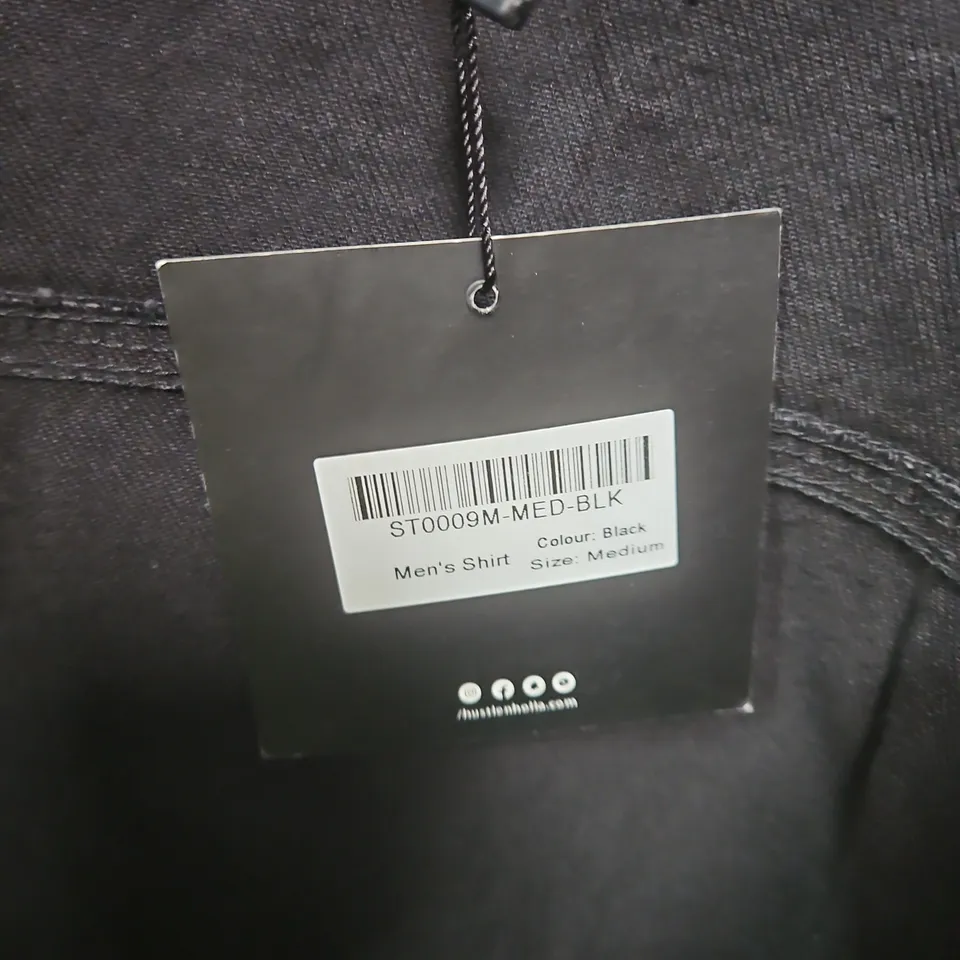 ST0009M-MED-BLK
Men's Shirt
Colour: Black
Size: Medium
/hustlenholla.com